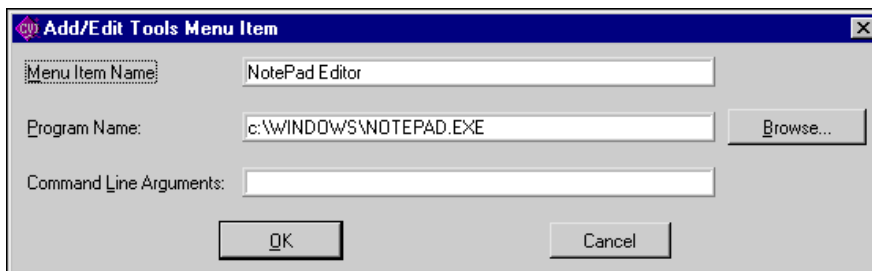 cvi Add/Edit Tools Menu Item
Menu Item Name NotePad Editor
Program Name: c:\WINDOWS\NOTEPAD.EXE Browse...
Command Line Arguments:
OK Cancel